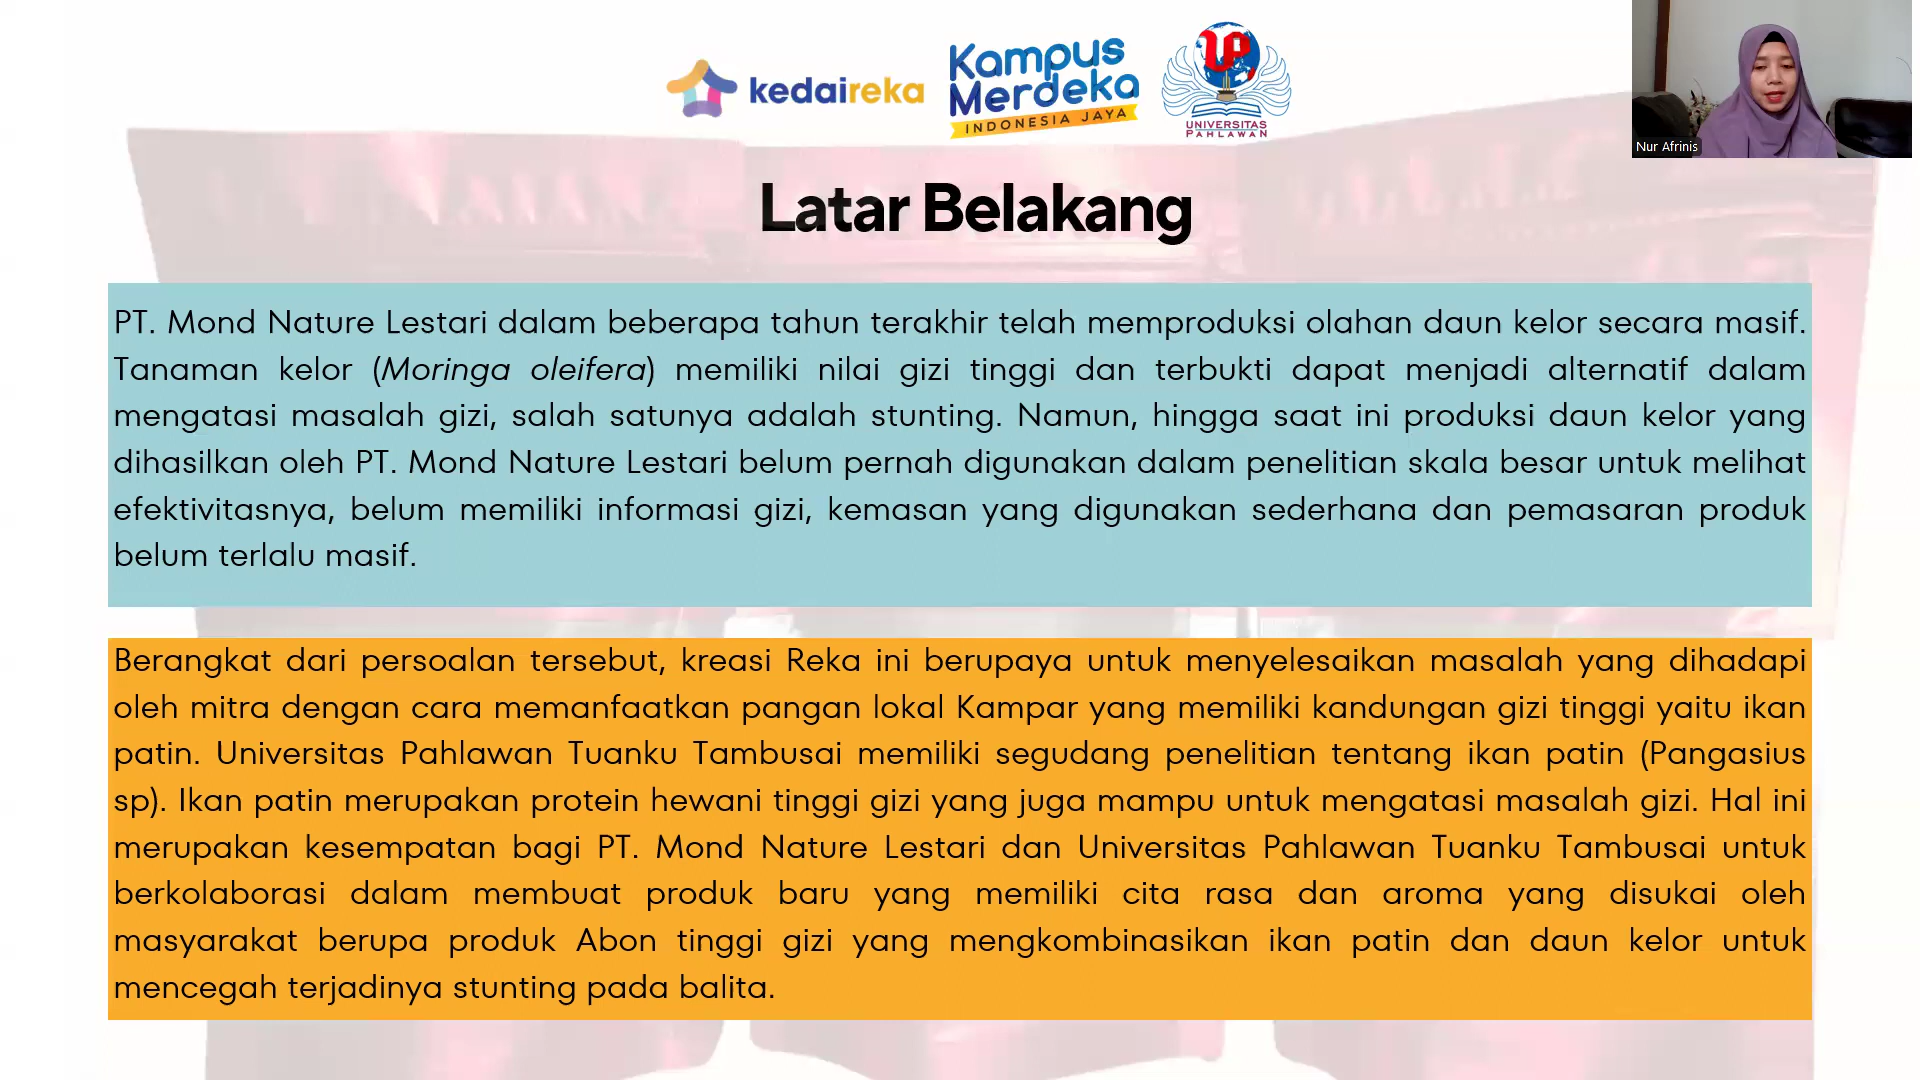 kedaireka
Kampus
Merdeka
INDONESIA JAYA
UP
UNIVERSITAS
PAHLAWAN
Nur Afrinis
Latar Belakang
PT. Mond Nature Lestari dalam beberapa tahun terakhir telah memproduksi olahan daun kelor secara masif.
Tanaman kelor (Moringa oleifera) memiliki nilai gizi tinggi dan terbukti dapat menjadi alternatif dalam
mengatasi masalah gizi, salah satunya adalah stunting. Namun, hingga saat ini produksi daun kelor yang
dihasilkan oleh PT. Mond Nature Lestari belum pernah digunakan dalam penelitian skala besar untuk melihat
efektivitasnya, belum memiliki informasi gizi, kemasan yang digunakan sederhana dan pemasaran produk
belum terlalu masif.
Berangkat dari persoalan tersebut, kreasi Reka ini berupaya untuk menyelesaikan masalah yang dihadapi
oleh mitra dengan cara memanfaatkan pangan lokal Kampar yang memiliki kandungan gizi tinggi yaitu ikan
patin. Universitas Pahlawan Tuanku Tambusai memiliki segudang penelitian tentang ikan patin (Pangasius
sp). Ikan patin merupakan protein hewani tinggi gizi yang juga mampu untuk mengatasi masalah gizi. Hal ini
merupakan kesempatan bagi PT. Mond Nature Lestari dan Universitas Pahlawan Tuanku Tambusai untuk
berkolaborasi dalam membuat produk baru yang memiliki cita rasa dan aroma yang disukai oleh
masyarakat berupa produk Abon tinggi gizi yang mengkombinasikan ikan patin dan daun kelor untuk
mencegah terjadinya stunting pada balita.